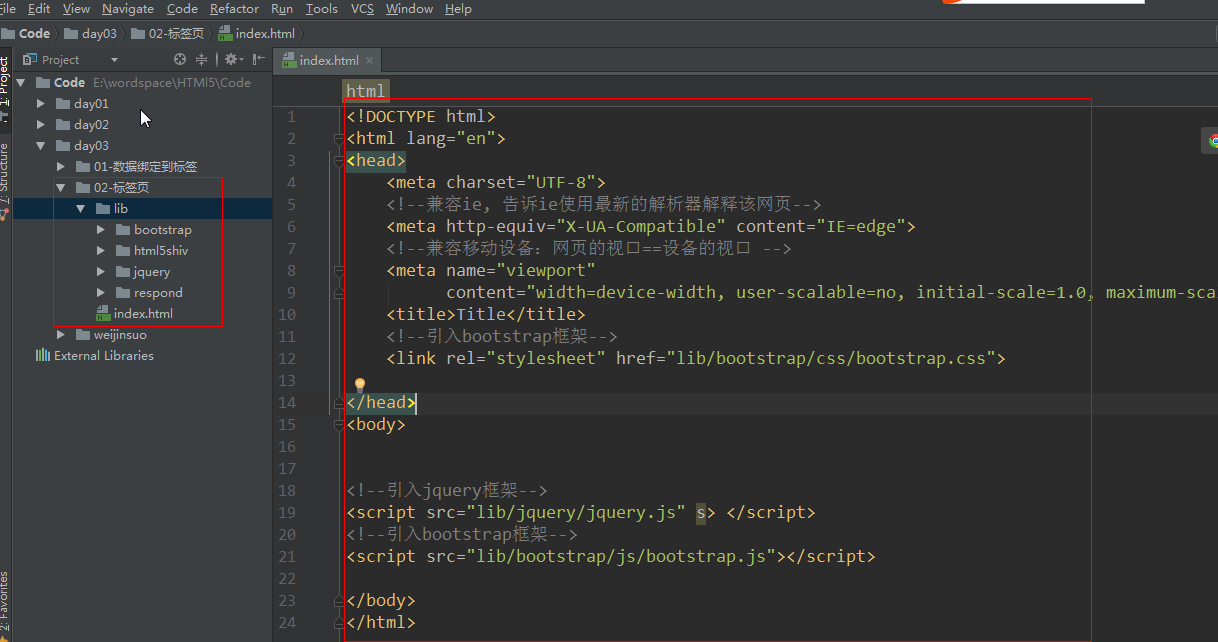 File Edit View Navigate Code Refactor Run Tools VCS Window Help
Code day03 02-标签页 index.html
Project
index.html
1: Project
Code E:\wordspace\HTMl5\Code
day01
day02
day03
01-数据绑定到标签
02-标签页
lib
bootstrap
html5shiv
jquery
respond
index.html
weijinsuo
External Libraries
7: Structure
2: Favorites
html
1 <!DOCTYPE html>
2 <html lang="en">
3 <head>
4 <meta charset="UTF-8">
5 <!--兼容ie, 告诉ie使用最新的解析器解释该网页-->
6 <meta http-equiv="X-UA-Compatible" content="IE=edge">
7 <!--兼容移动设备: 网页的视口==设备的视口 -->
8 <meta name="viewport"
9 content="width=device-width, user-scalable=no, initial-scale=1.0, maximum-sca
10 <title>Title</title>
11 <!--引入bootstrap框架-->
12 <link rel="stylesheet" href="lib/bootstrap/css/bootstrap.css">
13
14 </head>
15 <body>
16
17
18 <!--引入jquery框架-->
19 <script src="lib/jquery/jquery.js" s> </script>
20 <!--引入bootstrap框架-->
21 <script src="lib/bootstrap/js/bootstrap.js"></script>
22
23 </body>
24 </html>